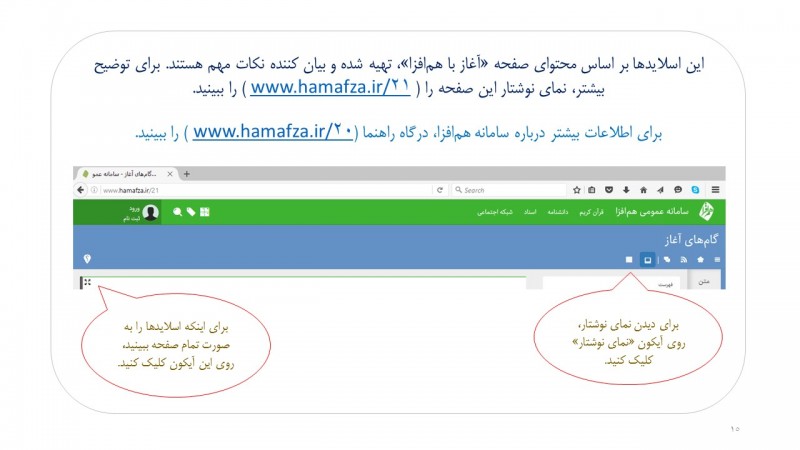 این اسلایدها بر اساس محتوای صفحه «آغاز با هم‌افزا»، تهیه شده و بیان کننده نکات مهم هستند. برای توضیح
بیشتر، نمای نوشتار این صفحه را ( www.hamafza.ir/۲۱ ) را ببینید.
برای اطلاعات بیشتر درباره سامانه هم‌افزا، درگاه راهنما (www.hamafza.ir/۲۰ ) را ببینید.
گام‌های آغاز - سامانه عمو...
www.hamafza.ir/21
Search
سامانه عمومی هم‌افزا قرآن کریم دانشنامه اسناد شبکه اجتماعی
ورود
ثبت نام
گام‌های آغاز
متن
فهرست
برای دیدن نمای نوشتار،
روی آیکون «نمای نوشتار»
کلیک کنید.
برای اینکه اسلایدها را به
صورت تمام صفحه ببینید،
روی این آیکون کلیک کنید.
۱۵